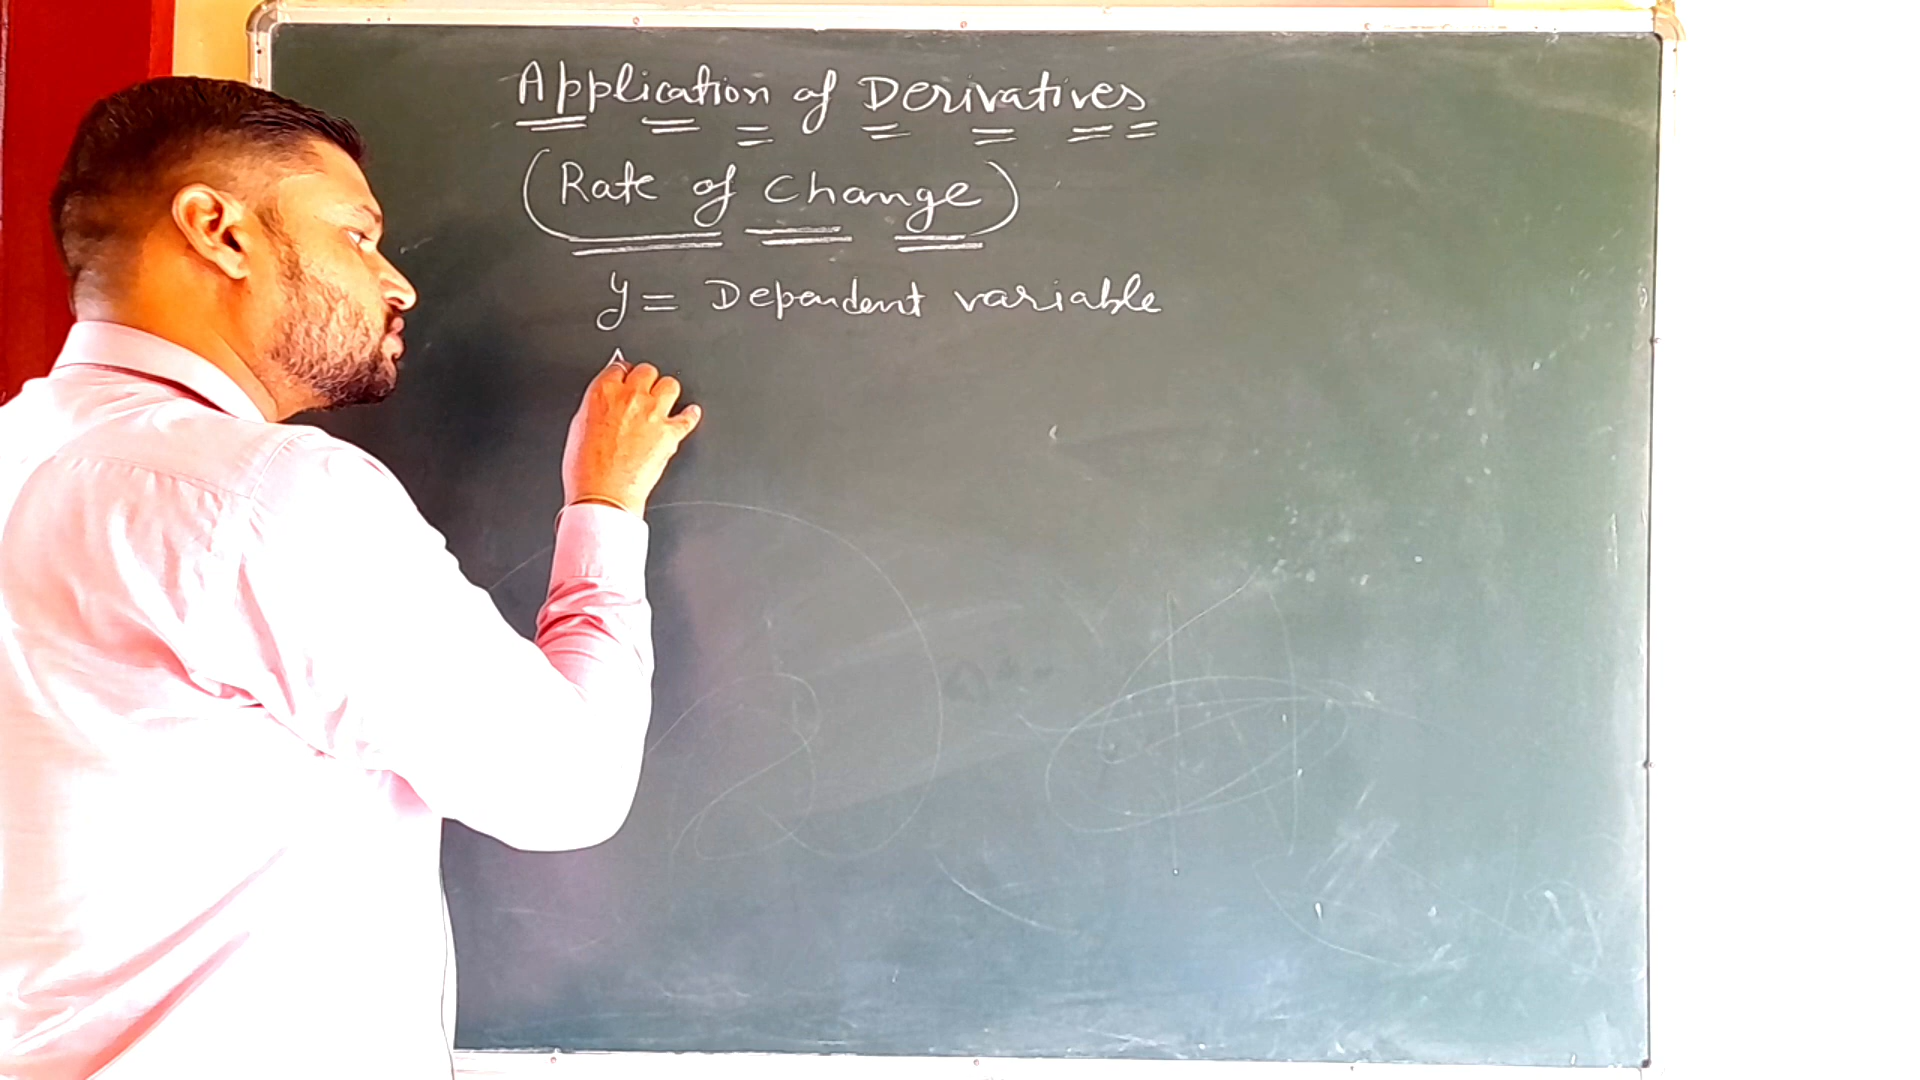 Application of Derivatives
(Rate of change)
y = Dependent variable